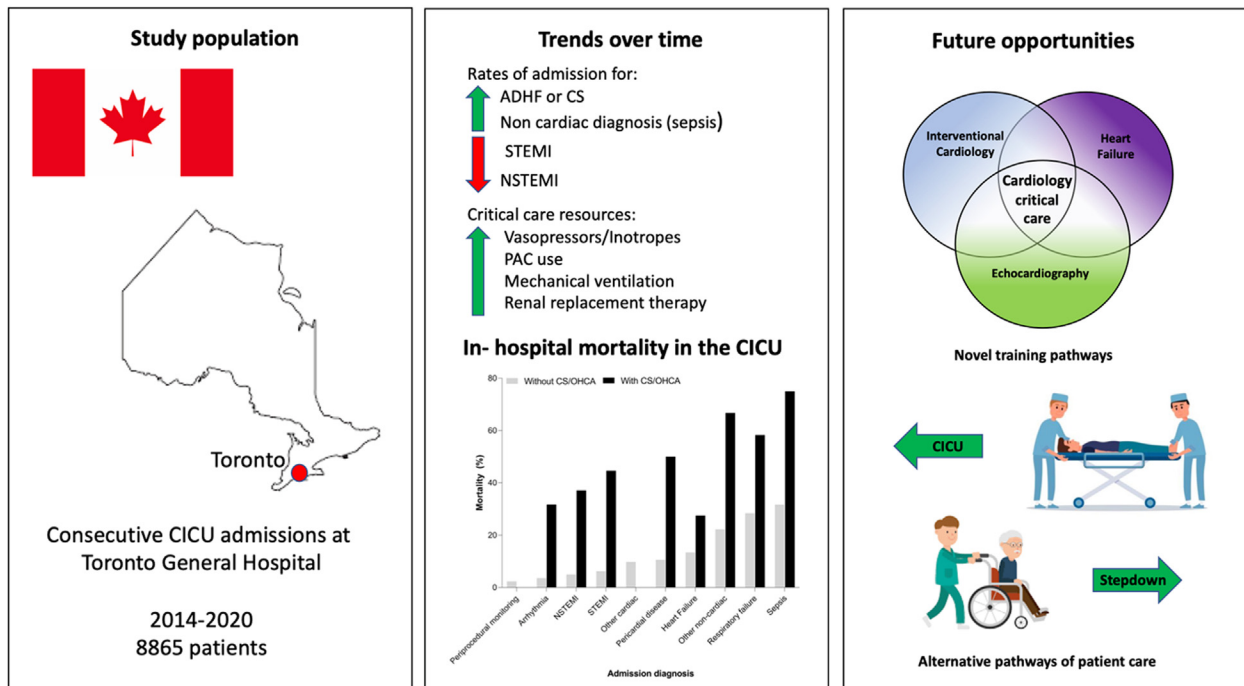 Study population
Toronto
Consecutive CICU admissions at
Toronto General Hospital
2014-2020
8865 patients
Trends over time
Rates of admission for:
ADHF or CS
Non cardiac diagnosis (sepsis)
STEMI
NSTEMI
Critical care resources:
Vasopressors/Inotropes
PAC use
Mechanical ventilation
Renal replacement therapy
In- hospital mortality in the CICU
Without CS/OHCA
With CS/OHCA
Mortality (%)
80
60
40
20
0
Periprocedural monitoring
Arrhythmia
NSTEMI
STEMI
Other cardiac
Pericardial disease
Heart Failure
Other non-cardiac
Respiratory failure
Sepsis
Admission diagnosis
Future opportunities
Interventional
Cardiology
Heart
Failure
Cardiology
critical
care
Echocardiography
Novel training pathways
CICU
Stepdown
Alternative pathways of patient care